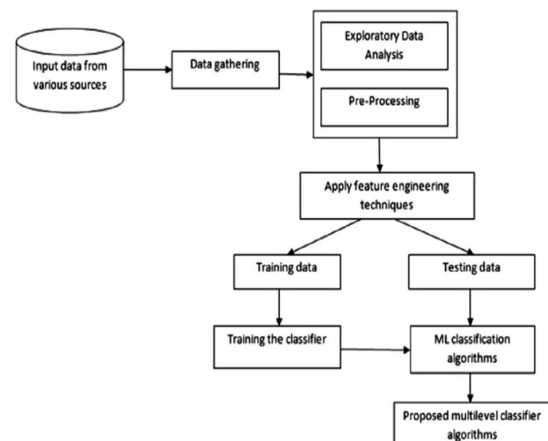 Input data from
various sources
Data gathering
Exploratory Data
Analysis
Pre-Processing
Apply feature engineering
techniques
Training data
Testing data
Training the classifier
ML classification
algorithms
Proposed multilevel classifier
algorithms